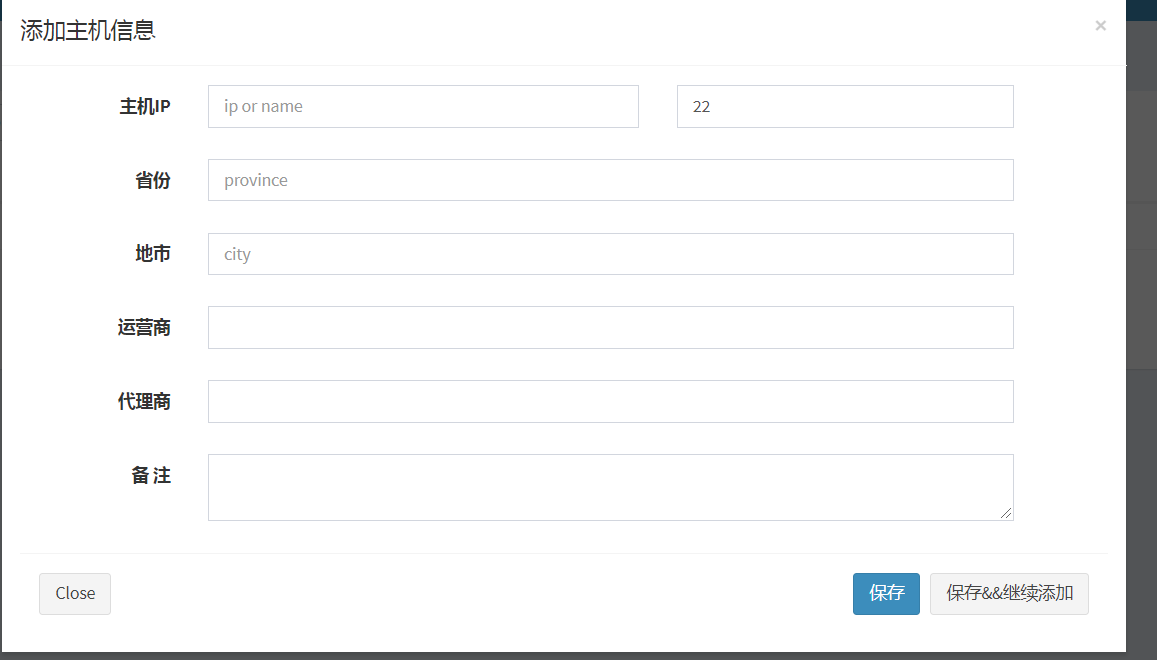 添加主机信息 ×
主机IP ip or name 22
省份 province
地市 city
运营商
代理商
备 注
Close 保存 保存&&继续添加